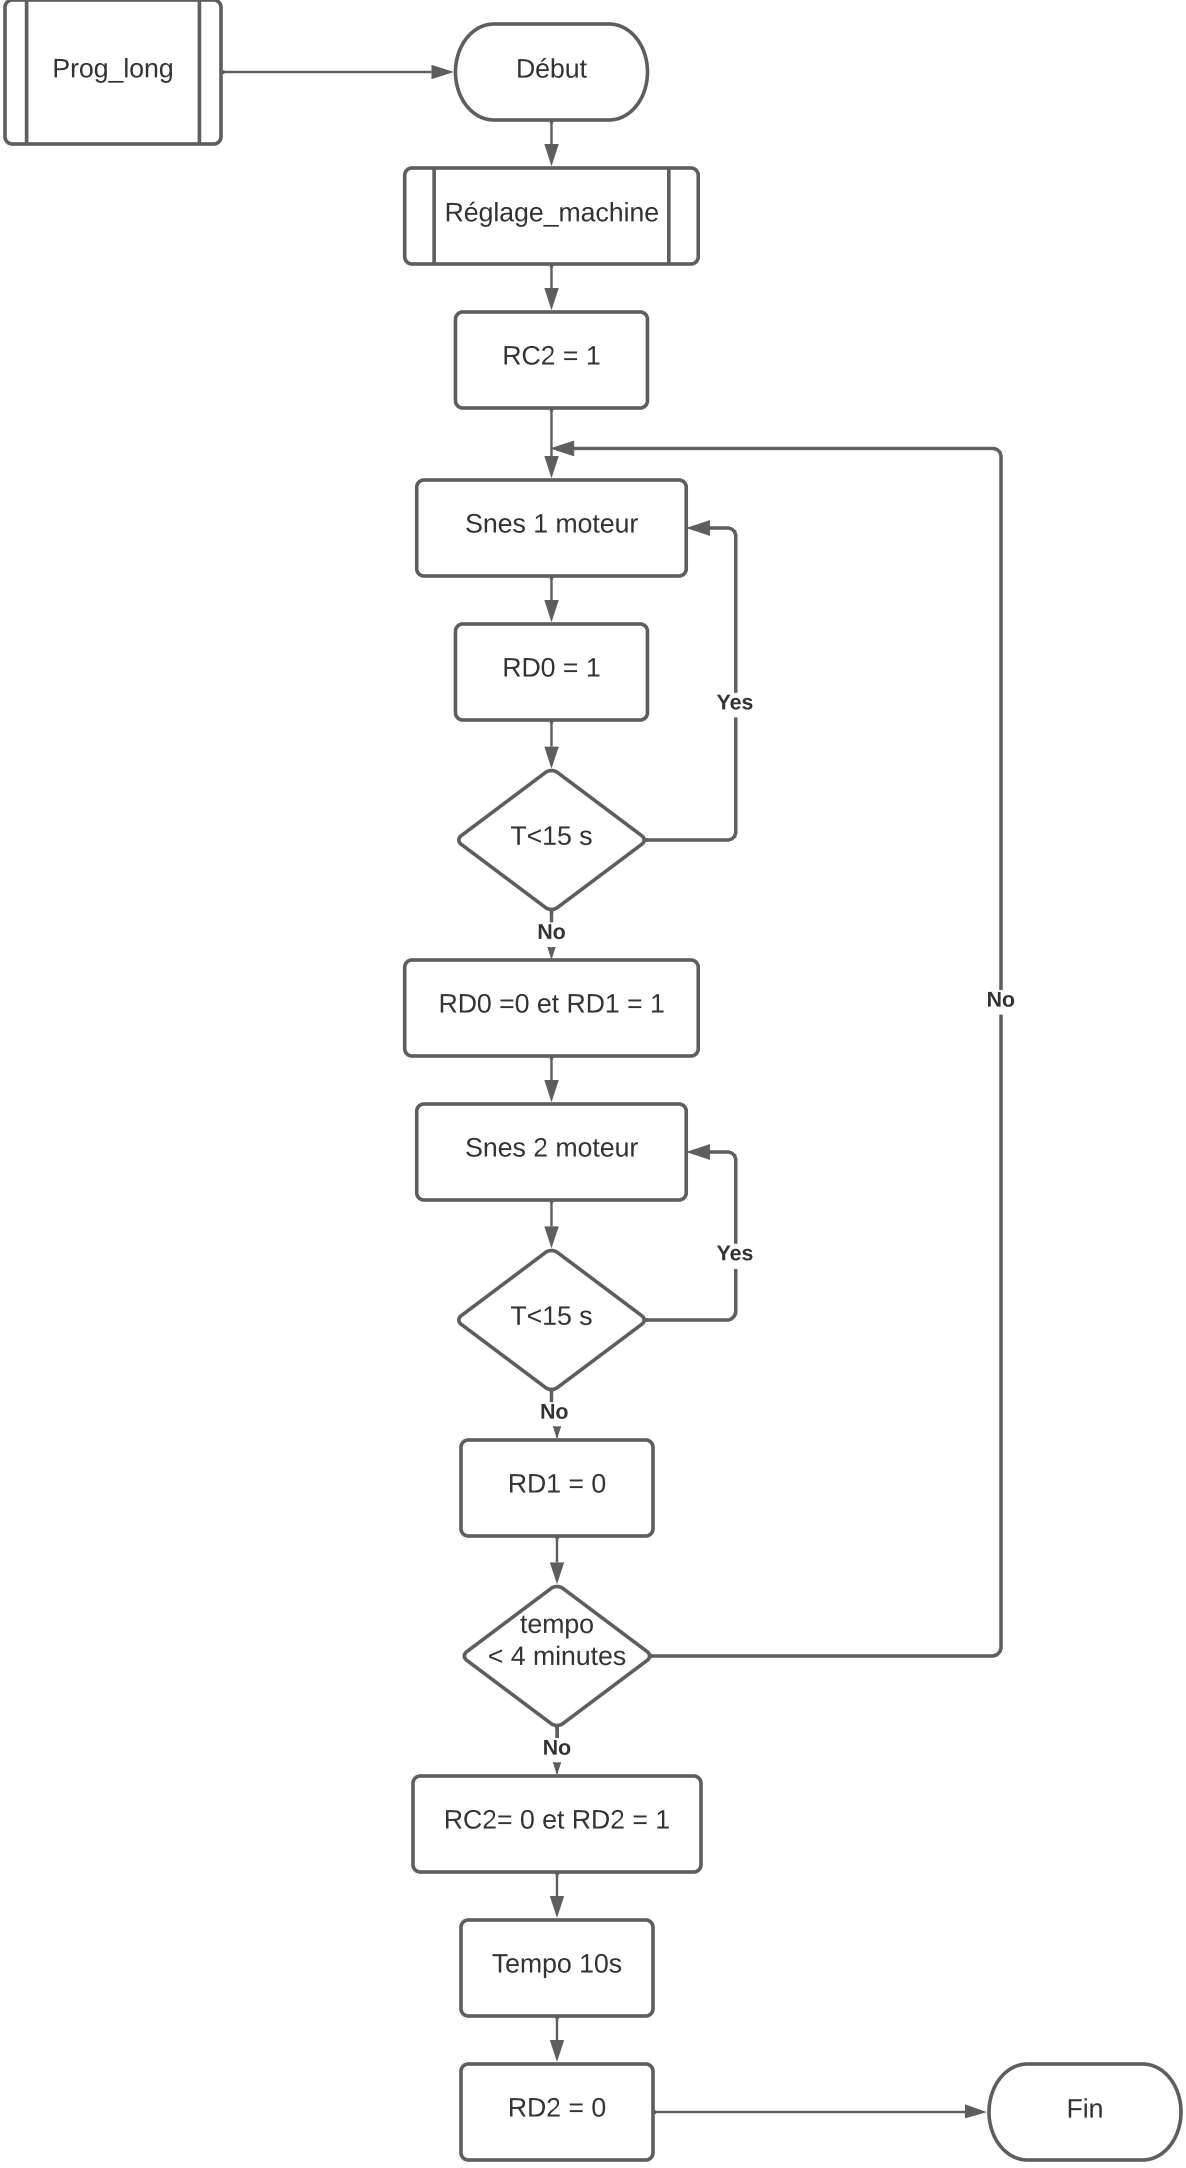 Prog_long
Début
Réglage_machine
RC2 = 1
Snes 1 moteur
RD0 = 1
Yes
T<15 s
No
RD0 =0 et RD1 = 1
No
Snes 2 moteur
Yes
T<15 s
No
RD1 = 0
tempo
< 4 minutes
No
RC2= 0 et RD2 = 1
Tempo 10s
RD2 = 0
Fin